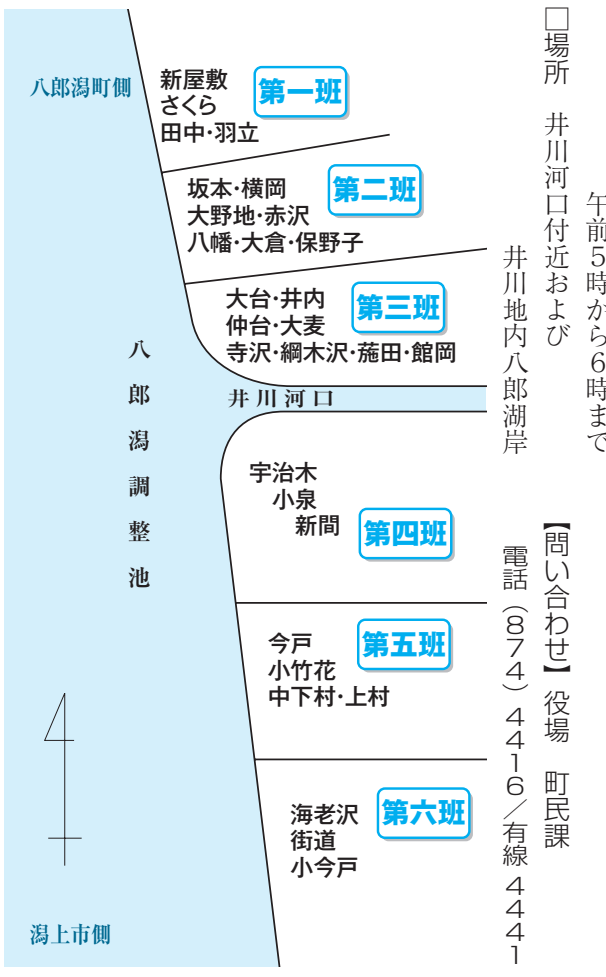 午前5時から6時まで
□場所　井川河口付近および
井川地内八郎湖岸
【問い合わせ】役場　町民課
電話（874）4416／有線4441
八郎潟町側
第一班
新屋敷
さくら
田中・羽立
第二班
坂本・横岡
大野地・赤沢
八幡・大倉・保野子
第三班
大台・井内
仲台・大麦
寺沢・綱木沢・葹田・館岡
井川河口
八郎潟調整池
第四班
宇治木
小泉
新間
第五班
今戸
小竹花
中下村・上村
第六班
海老沢
街道
小今戸
潟上市側